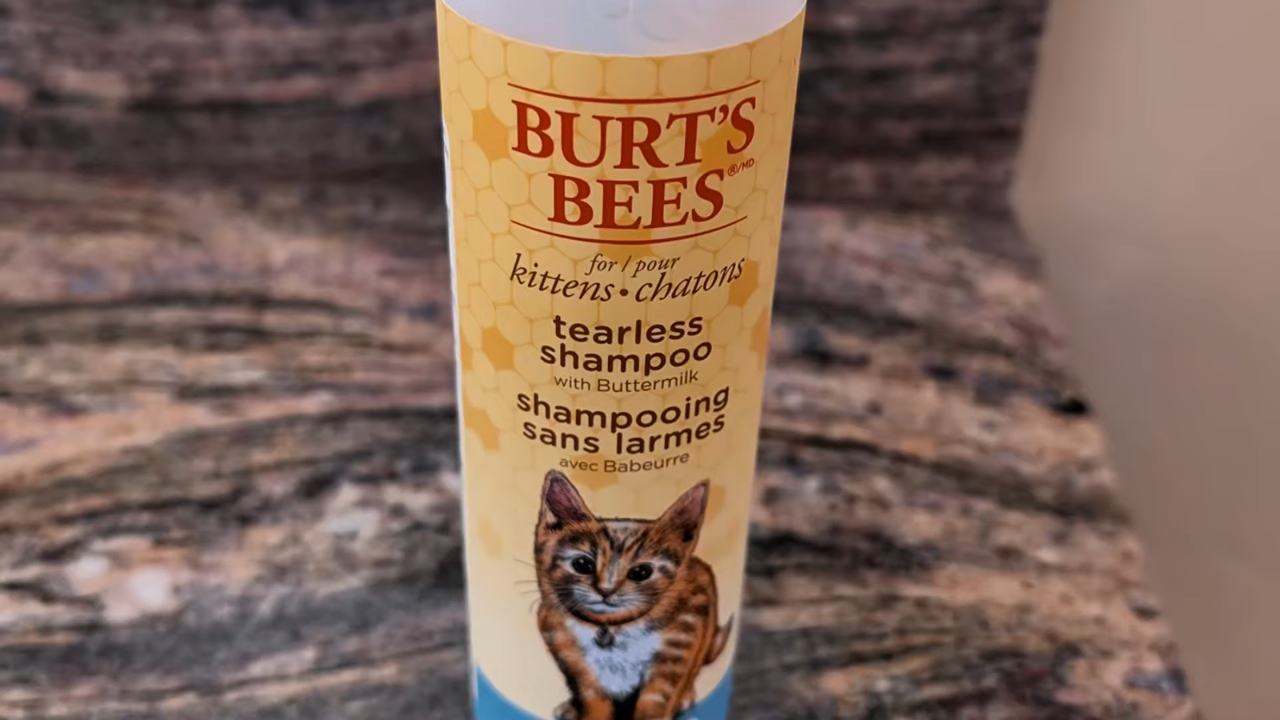 BURT'S
BEES®/MD
for / pour
kittens • chatons
tearless
shampoo
with Buttermilk
shampooing
sans larmes
avec Babeurre